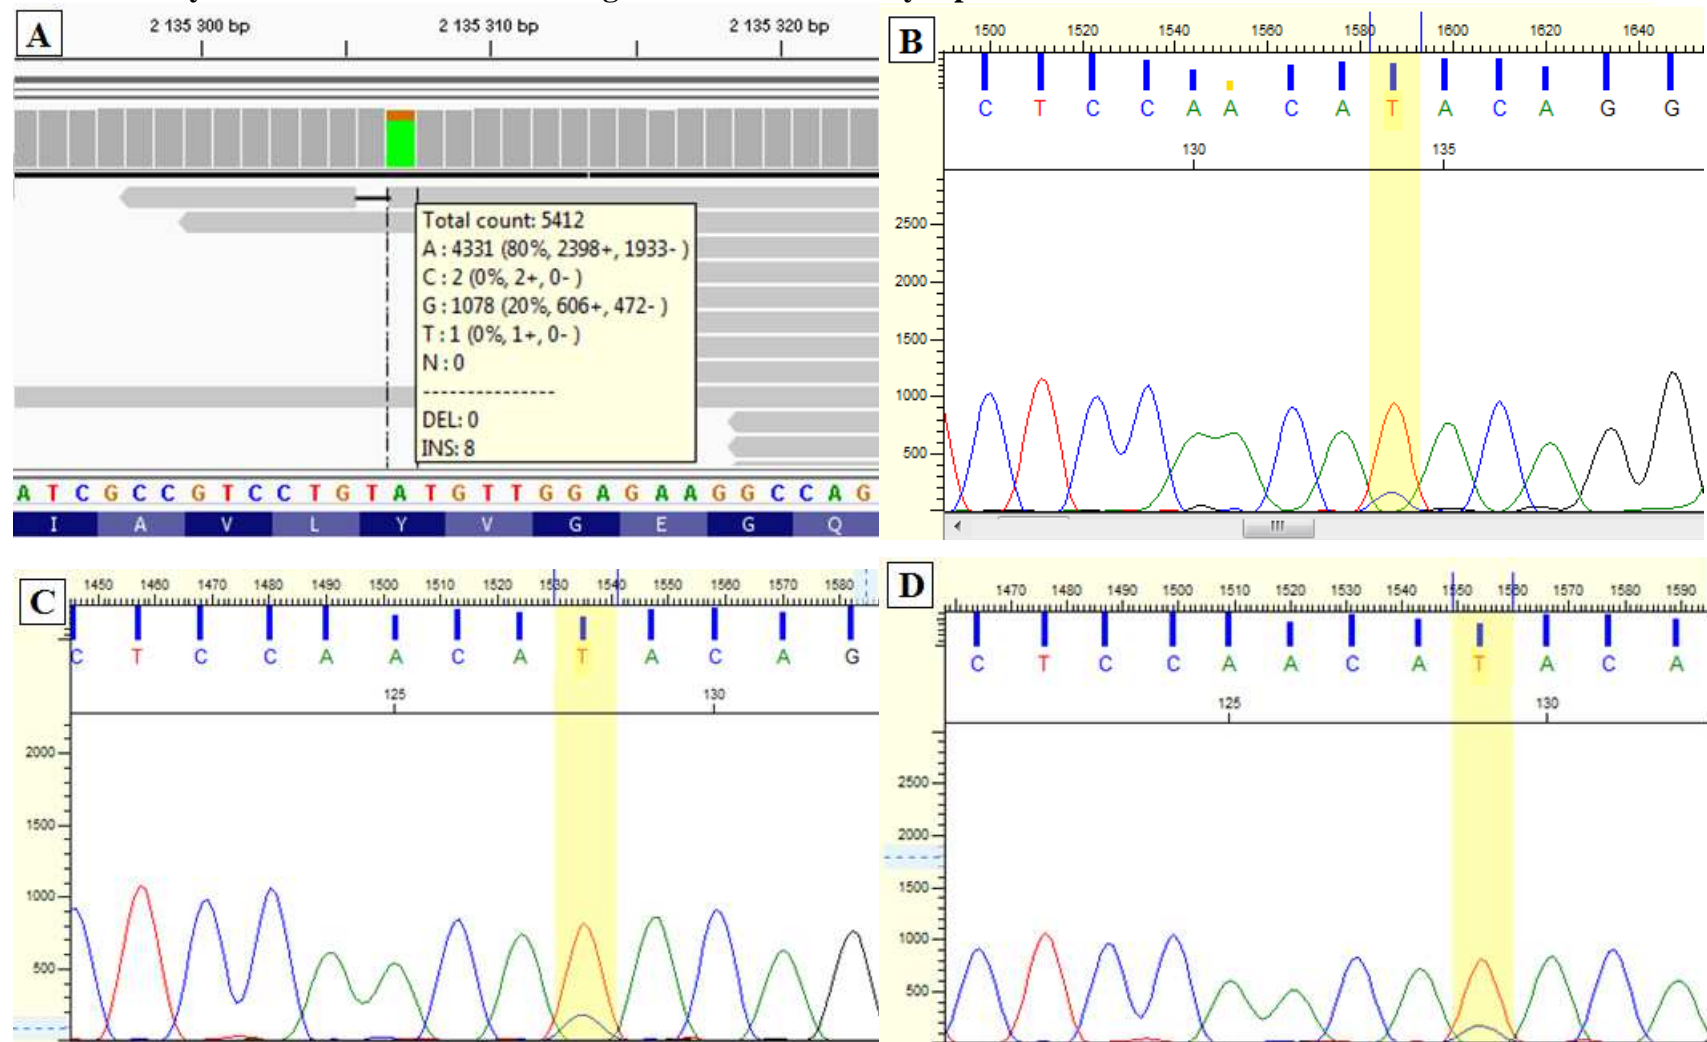 A
2 135 300 bp 2 135 310 bp 2 135 320 bp
Total count: 5412
A : 4331 (80%, 2398+, 1933- )
C : 2 (0%, 2+, 0- )
G : 1078 (20%, 606+, 472- )
T : 1 (0%, 1+, 0- )
N : 0
---------------
DEL: 0
INS: 8
A T C G C C G T C C T G T A T G T T G G A G A A G G C C A G
I A V L Y V G E G Q
B
1500 1520 1540 1560 1580 1600 1620 1640
C T C C A A C A T A C A G G
130 135
2500
2000
1500
1000
500
C
1450 1460 1470 1480 1490 1500 1510 1520 1530 1540 1550 1560 1570 1580
C T C C A A C A T A C A G
125 130
2000
1500
1000
500
D
1470 1480 1490 1500 1510 1520 1530 1540 1550 1560 1570 1580 1590
C T C C A A C A T A C A
125 130
2500
2000
1500
1000
500